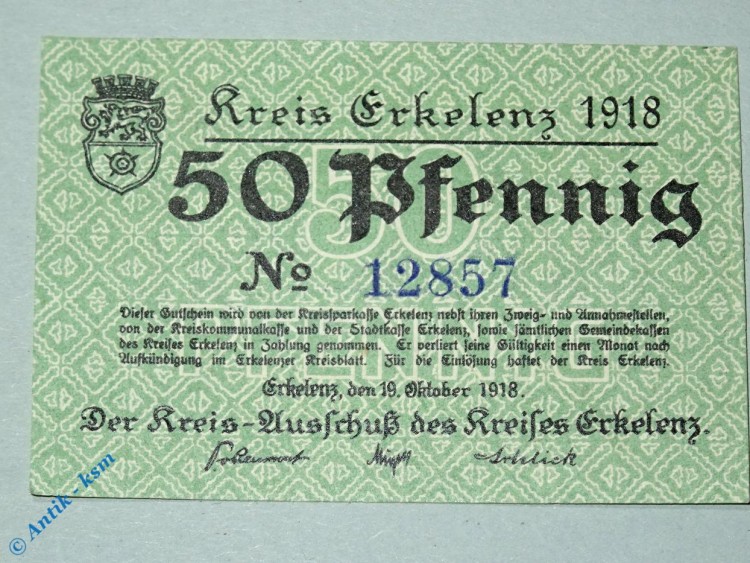 Kreis Erkelenz 1918
50
50 Pfennig
No 12857
Dieser Gutschein wird von der Kreissparkasse Erkelenz nebst ihren Zweig- und Annahmestellen,
von der Kreiskommunalkasse und der Stadtkasse Erkelenz, sowie sämtlichen Gemeindekassen
des Kreises Erkelenz in Zahlung genommen. Er verliert seine Gültigkeit einen Monat nach
Aufkündigung im Erkelenzer Kreisblatt. Für die Einlösung haftet der Kreis Erkelenz.
Erkelenz, den 19. Oktober 1918.
Der Kreis-Ausschuß des Kreises Erkelenz.
© Antik - ksm